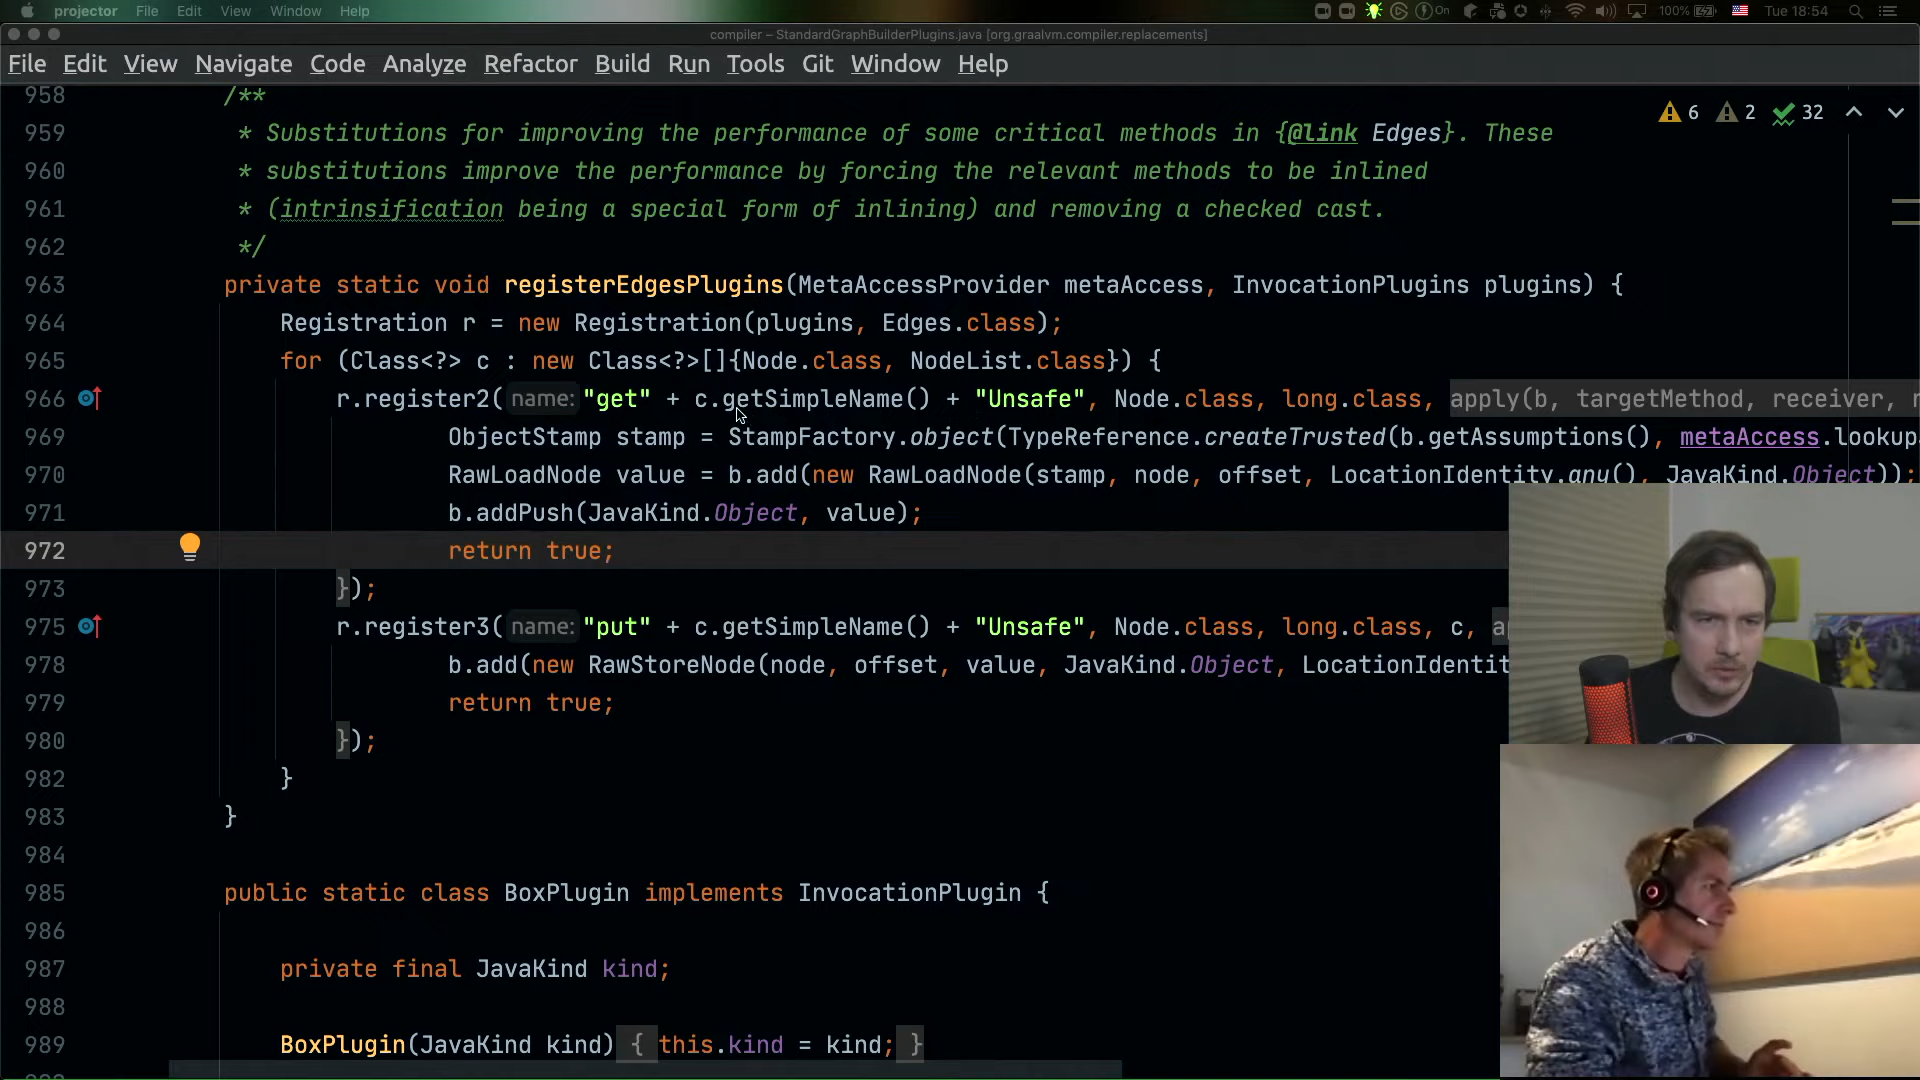 projector File Edit View Window Help
On 100% Tue 18:54
compiler – StandardGraphBuilderPlugins.java [org.graalvm.compiler.replacements]
File Edit View Navigate Code Analyze Refactor Build Run Tools Git Window Help
6 2 32
958 /**
959 * Substitutions for improving the performance of some critical methods in {@link Edges}. These
960 * substitutions improve the performance by forcing the relevant methods to be inlined
961 * (intrinsification being a special form of inlining) and removing a checked cast.
962 */
963 private static void registerEdgesPlugins(MetaAccessProvider metaAccess, InvocationPlugins plugins) {
964 Registration r = new Registration(plugins, Edges.class);
965 for (Class<?> c : new Class<?>[]{Node.class, NodeList.class}) {
966 r.register2( name: "get" + c.getSimpleName() + "Unsafe", Node.class, long.class, apply(b, targetMethod, receiver,
969 ObjectStamp stamp = StampFactory.object(TypeReference.createTrusted(b.getAssumptions(), metaAccess.lookup
970 RawLoadNode value = b.add(new RawLoadNode(stamp, node, offset, LocationIdentity.any(), JavaKind.Object));
971 b.addPush(JavaKind.Object, value);
972 return true;
973 });
975 r.register3( name: "put" + c.getSimpleName() + "Unsafe", Node.class, long.class, c,
978 b.add(new RawStoreNode(node, offset, value, JavaKind.Object, LocationIdentit
979 return true;
980 });
982 }
983 }
984
985 public static class BoxPlugin implements InvocationPlugin {
986
987 private final JavaKind kind;
988
989 BoxPlugin(JavaKind kind) { this.kind = kind; }